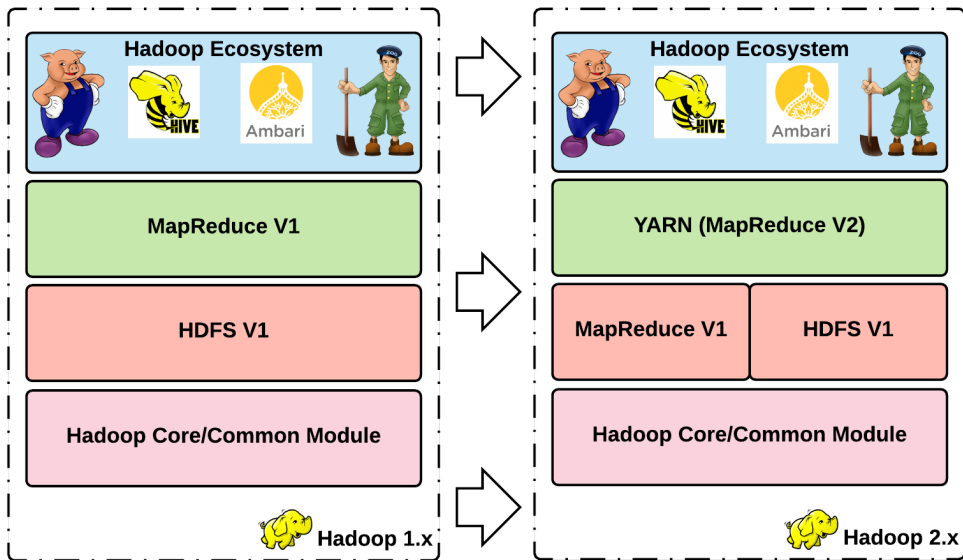 Hadoop Ecosystem
HIVE
Ambari
MapReduce V1
HDFS V1
Hadoop Core/Common Module
Hadoop 1.x
Hadoop Ecosystem
HIVE
Ambari
ZOO
YARN (MapReduce V2)
MapReduce V1
HDFS V1
Hadoop Core/Common Module
Hadoop 2.x